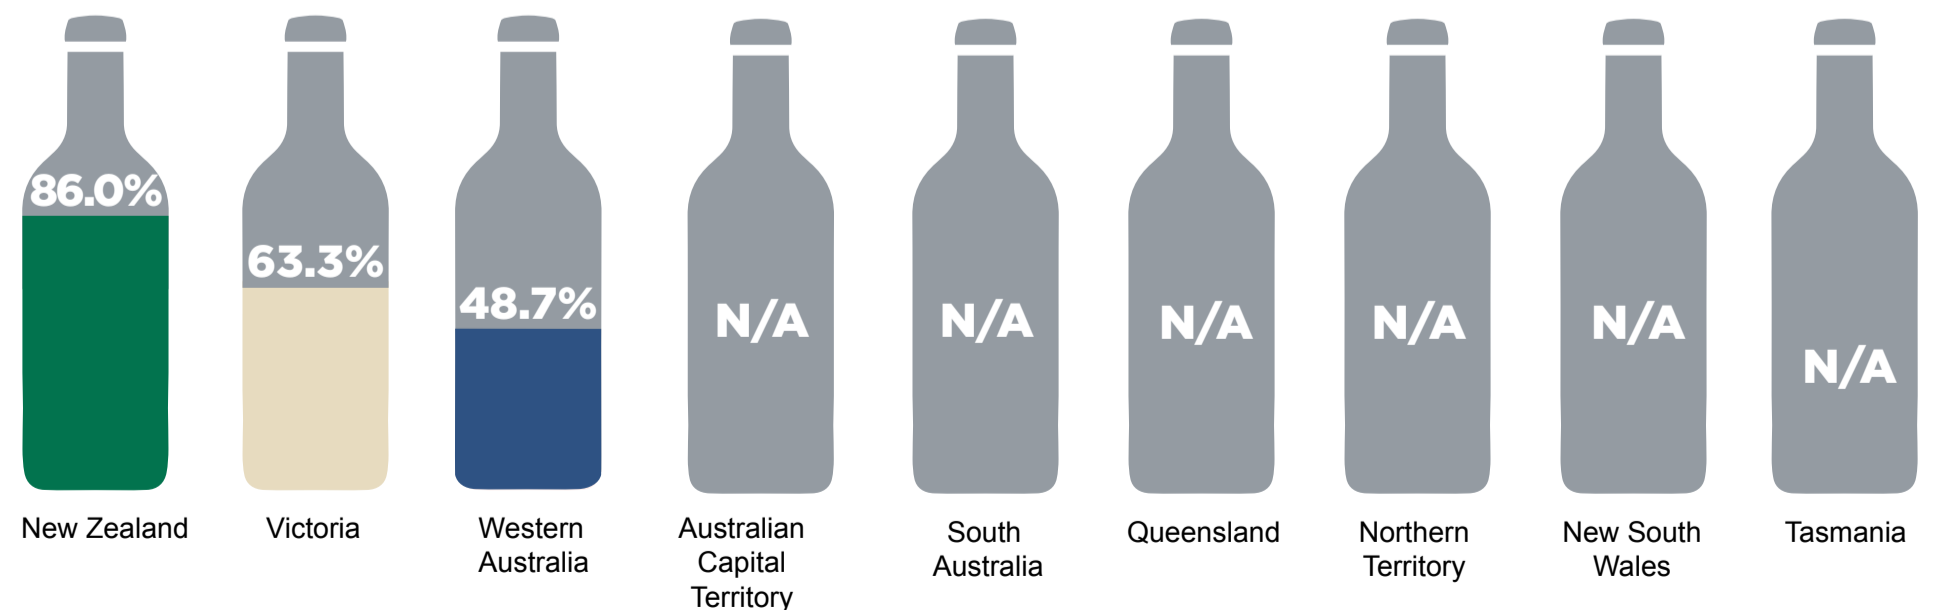 86.0%
63.3%
48.7%
N/A
N/A
N/A
N/A
N/A
N/A
New Zealand
Victoria
Western
Australia
Australian
Capital
Territory
South
Australia
Queensland
Northern
Territory
New South
Wales
Tasmania